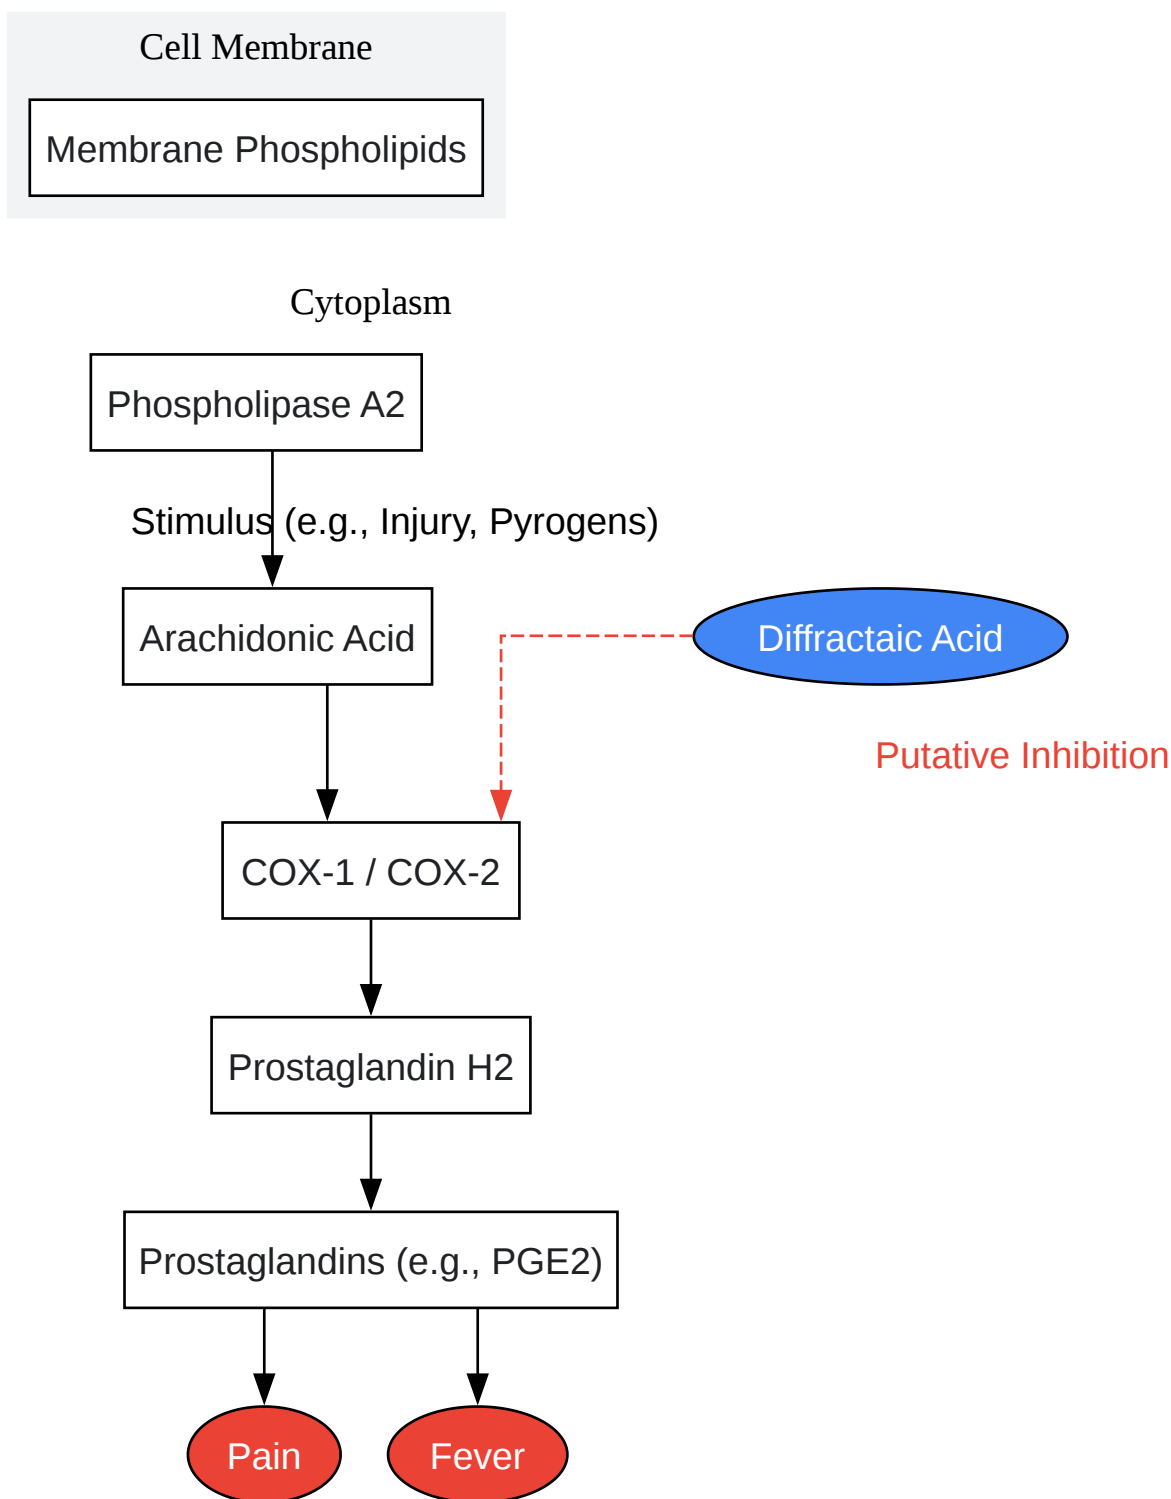 Cell Membrane
Membrane Phospholipids
Cytoplasm
Phospholipase A2
Stimulus (e.g., Injury, Pyrogens)
Arachidonic Acid
Diffractaic Acid
Putative Inhibition
COX-1 / COX-2
Prostaglandin H2
Prostaglandins (e.g., PGE2)
Pain
Fever